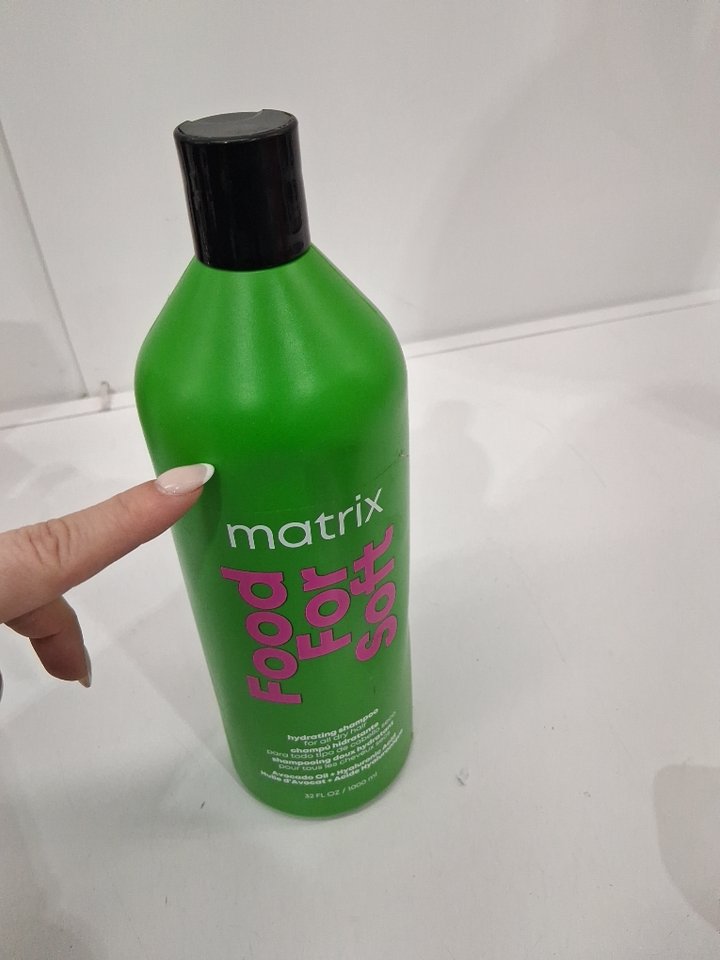 matrix
Food
For
Soft
hydrating shampoo
for all dry hair
champú hidratante
para todo tipo de cabello seco
shampooing doux hydratant
pour tous les cheveux secs
Avocado Oil + Hyaluronic Acid
Huile d'Avocat + Acide Hyaluronique
32 FL OZ / 1000 ml